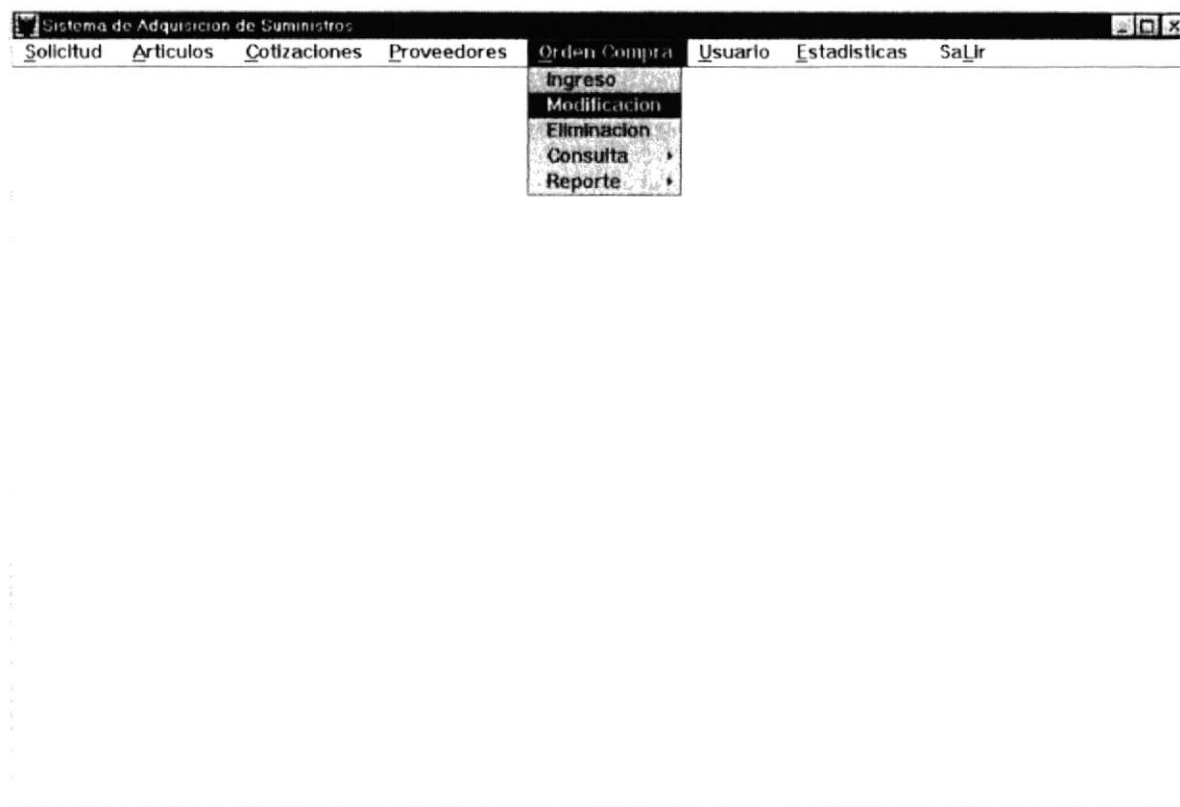 Sistema de Adquisicion de Suministros
Solicitud Articulos Cotizaciones Proveedores Orden Compra Usuario Estadisticas SaLir
Ingreso
Modificacion
Eliminacion
Consulta
Reporte